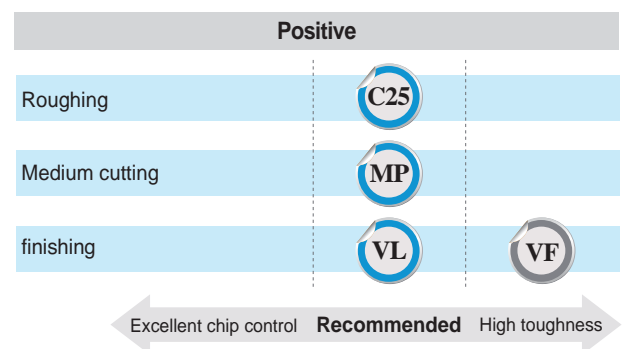 Positive
Roughing C25
Medium cutting MP
finishing VL VF
Excellent chip control Recommended High toughness